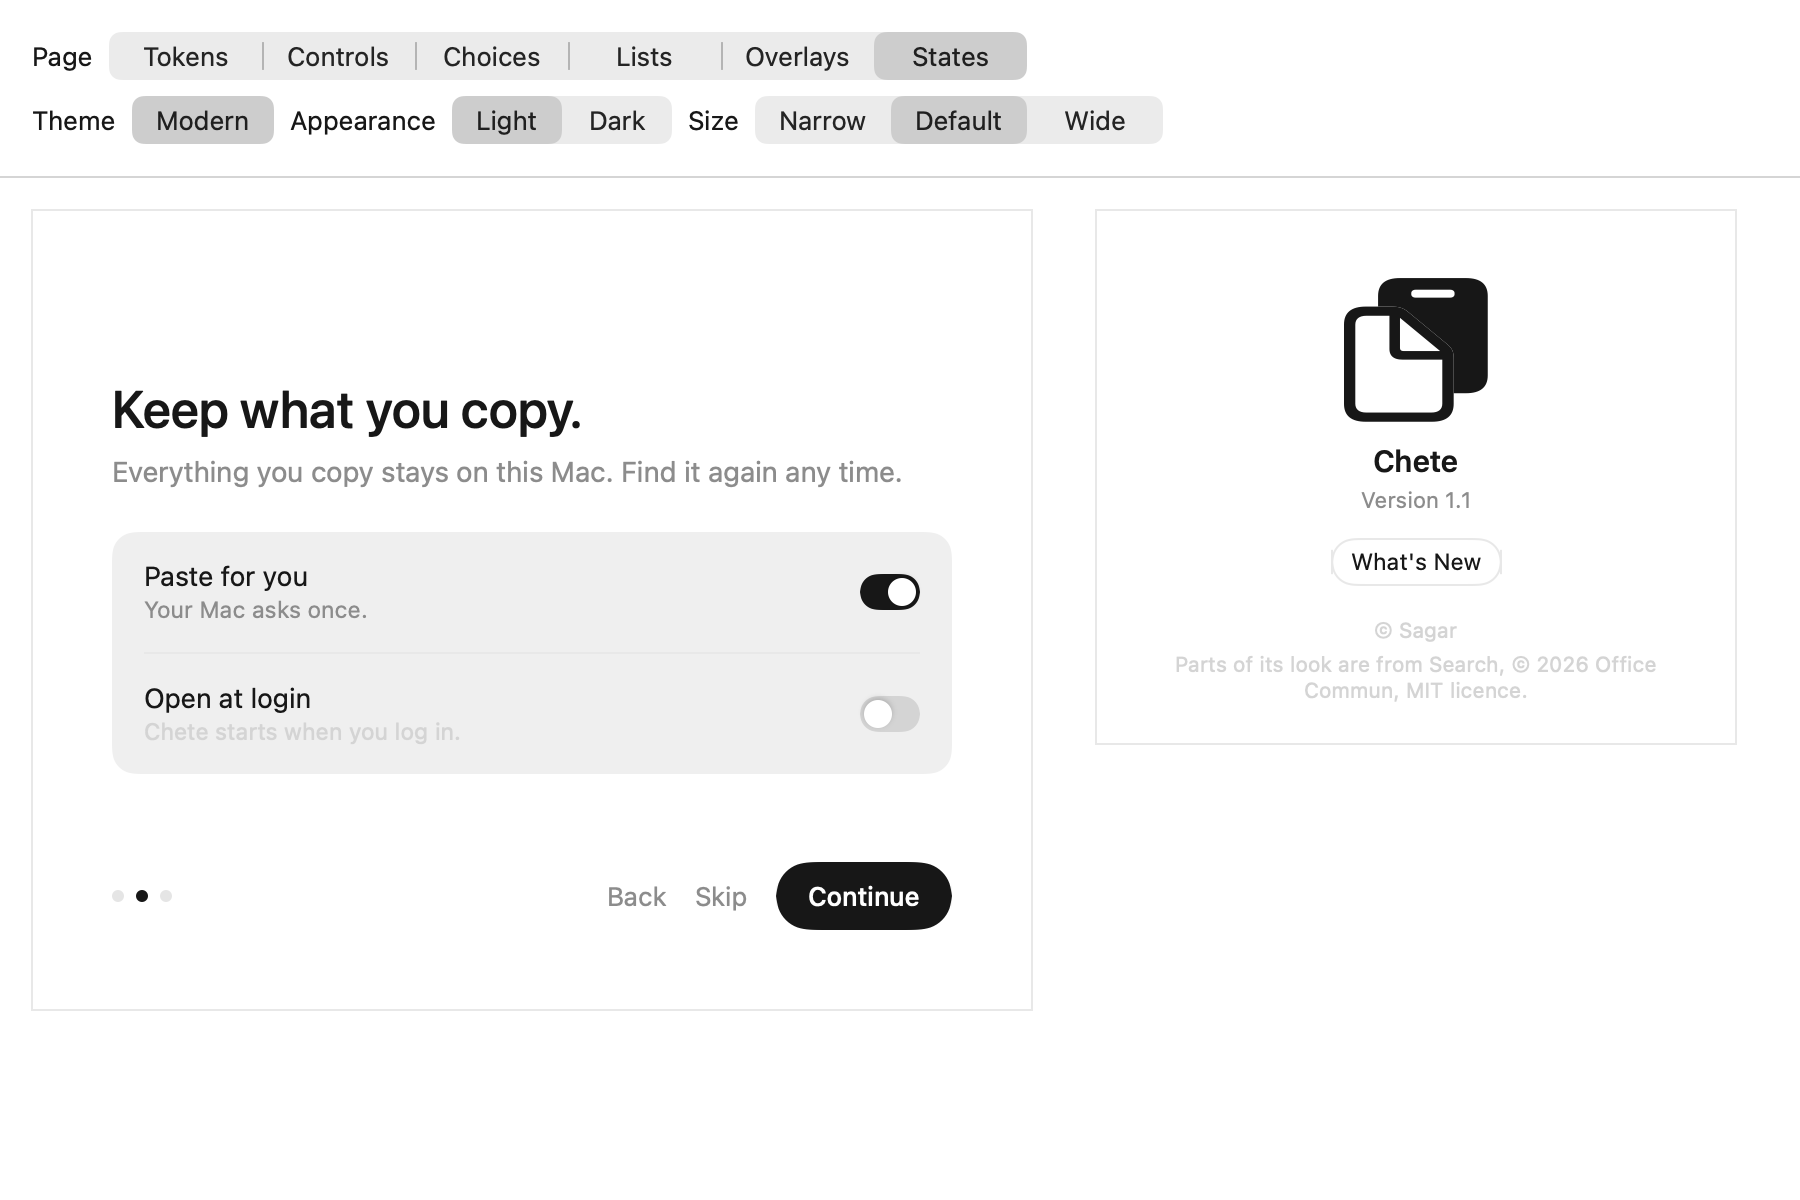 Page Tokens Controls Choices Lists Overlays States
Theme Modern Appearance Light Dark Size Narrow Default Wide
Keep what you copy.
Everything you copy stays on this Mac. Find it again any time.
Paste for you
Your Mac asks once.
Open at login
Chete starts when you log in.
Back Skip Continue
Chete
Version 1.1
What's New
© Sagar
Parts of its look are from Search, © 2026 Office
Commun, MIT licence.